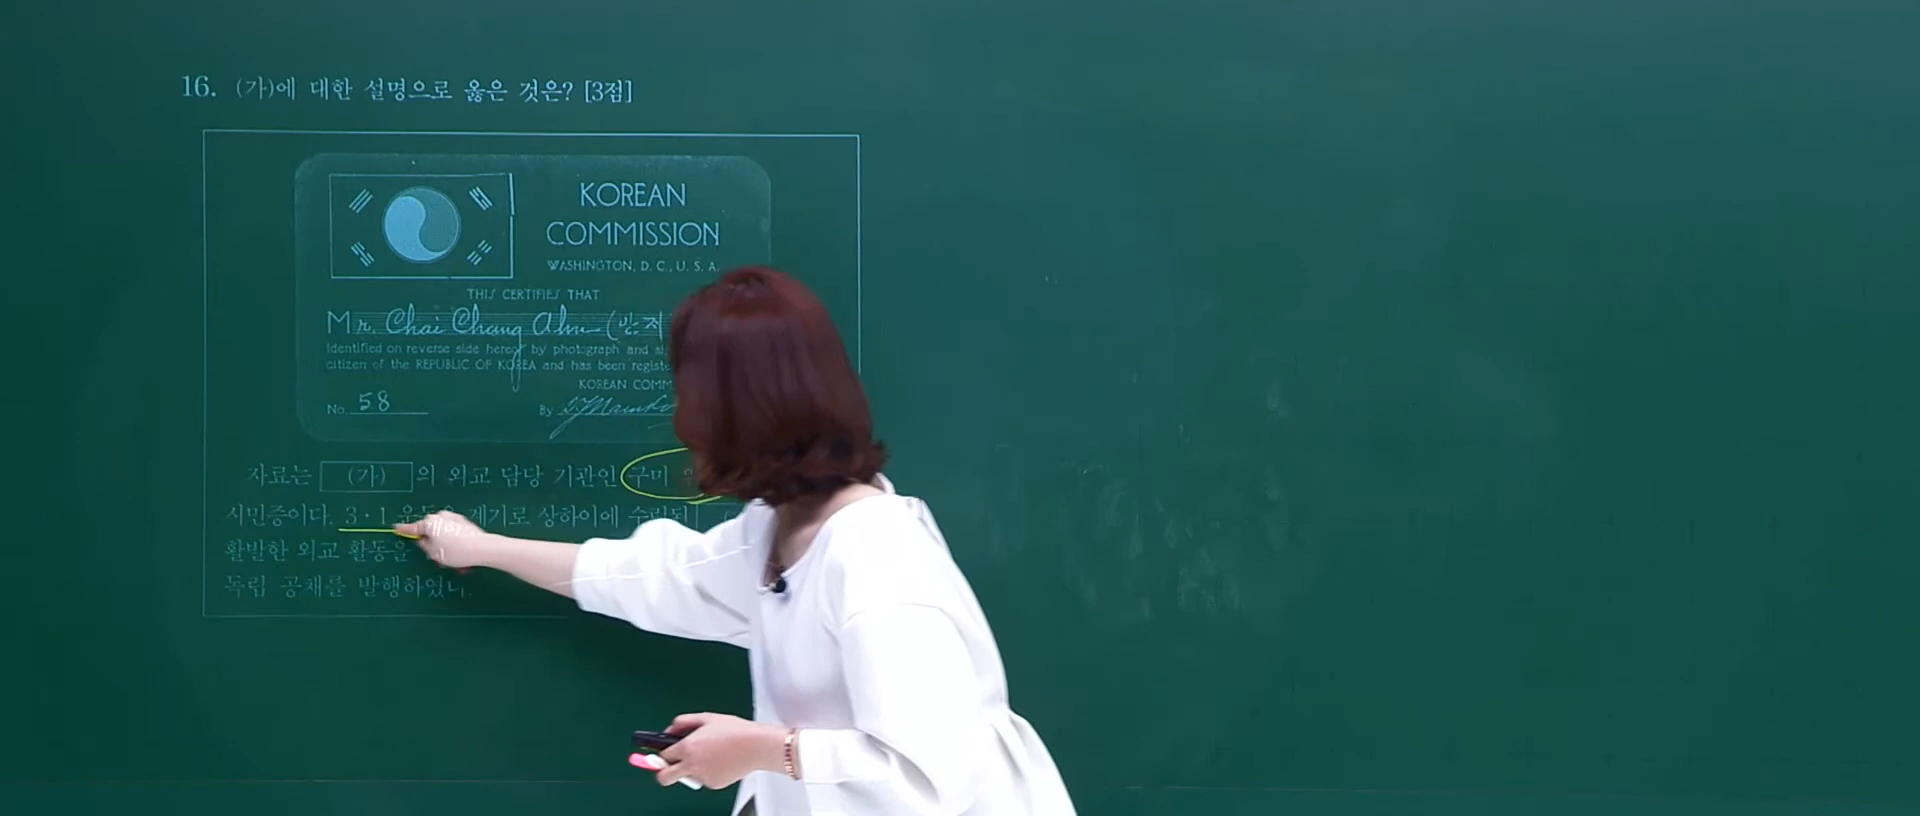 16. (가)에 대한 설명으로 옳은 것은? [3점]
KOREAN
COMMISSION
WASHINGTON, D. C., U. S. A.
THIS CERTIFIES THAT
Mr. Chai Chang Ahn (안재
Identified on reverse side hereof by photograph and
citizen of the REPUBLIC OF KOREA and has been
KOREAN
No. 58
By
자료는 (가) 의 외교 담당 기관인 구미
시민증이다. 3·1 운동을 계기로 상하이에 수립된
활발한 외교 활동을
독립 공채를 발행하였다.